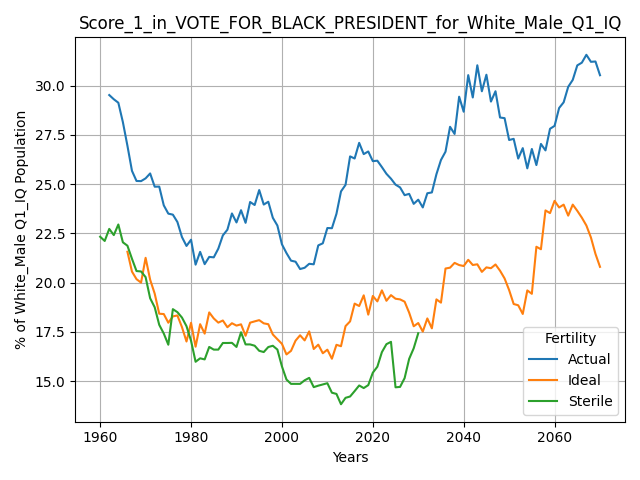 Score_1_in_VOTE_FOR_BLACK_PRESIDENT_for_White_Male_Q1_IQ
% of White_Male Q1_IQ Population
30.0
27.5
25.0
22.5
20.0
17.5
15.0
Fertility
Actual
Ideal
Sterile
1960 1980 2000 2020 2040 2060
Years